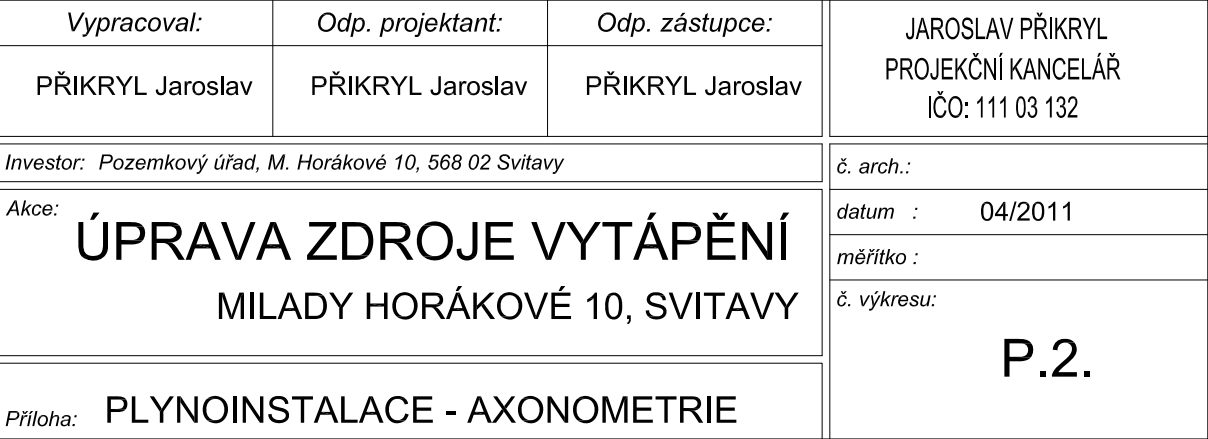 Vypracoval: Odp. projektant: Odp. zástupce:
PŘIKRYL Jaroslav PŘIKRYL Jaroslav PŘIKRYL Jaroslav
JAROSLAV PŘIKRYL
PROJEKČNÍ KANCELÁŘ
IČO: 111 03 132
Investor: Pozemkový úřad, M. Horákové 10, 568 02 Svitavy
Akce:
ÚPRAVA ZDROJE VYTÁPĚNÍ
MILADY HORÁKOVÉ 10, SVITAVY
Příloha: PLYNOINSTALACE - AXONOMETRIE
č. arch.:
datum : 04/2011
měřítko :
č. výkresu:
P.2.